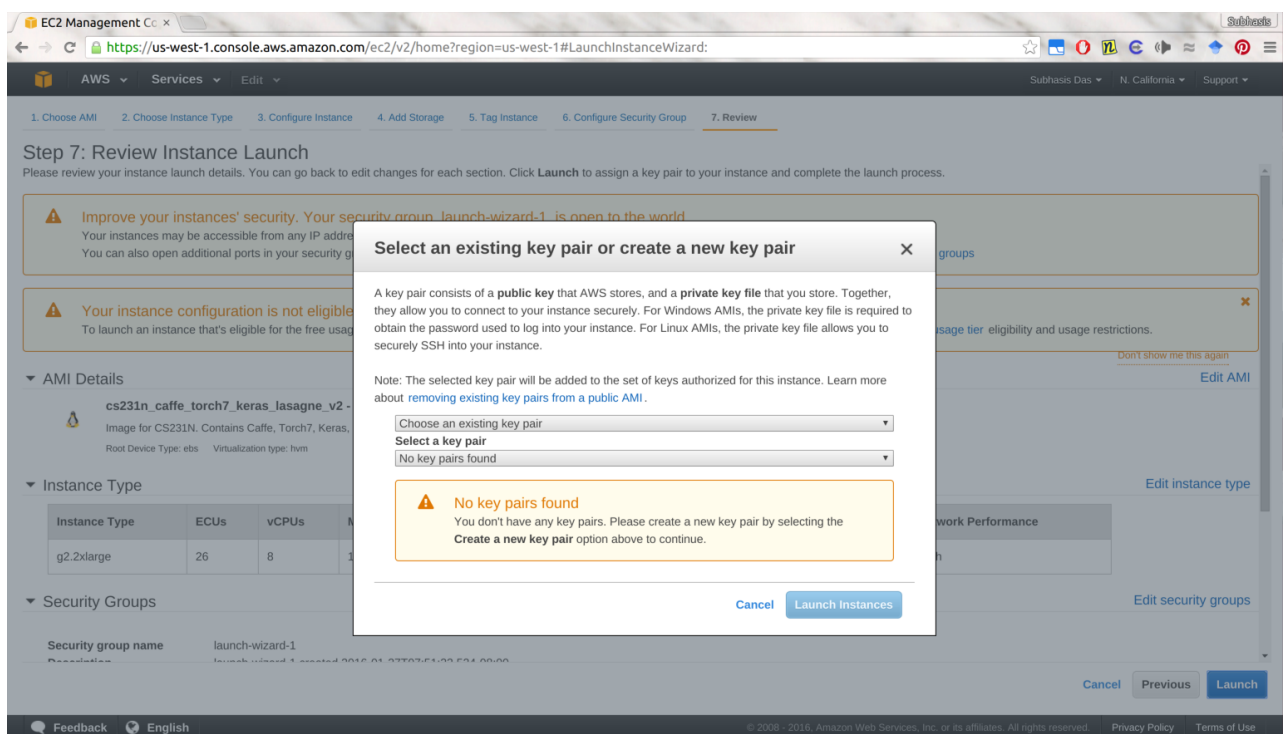 EC2 Management Co
Subhasis
https://us-west-1.console.aws.amazon.com/ec2/v2/home?region=us-west-1#LaunchInstanceWizard:
AWS Services Edit Subhasis Das N. California Support
1. Choose AMI 2. Choose Instance Type 3. Configure Instance 4. Add Storage 5. Tag Instance 6. Configure Security Group 7. Review
Step 7: Review Instance Launch
Please review your instance launch details. You can go back to edit changes for each section. Click Launch to assign a key pair to your instance and complete the launch process.
Improve your instances' security. Your security group, launch-wizard-1, is open to the world.
Your instances may be accessible from any IP addre
You can also open additional ports in your security g groups
Your instance configuration is not eligible
To launch an instance that's eligible for the free usag usage tier eligibility and usage restrictions.
Don't show me this again
AMI Details Edit AMI
cs231n_caffe_torch7_keras_lasagne_v2 -
Image for CS231N. Contains Caffe, Torch7, Keras,
Root Device Type: ebs Virtualization type: hvm
Instance Type Edit instance type
Instance Type ECUs vCPUs M work Performance
g2.2xlarge 26 8 1 h
Security Groups Edit security groups
Security group name launch-wizard-1
Select an existing key pair or create a new key pair
A key pair consists of a public key that AWS stores, and a private key file that you store. Together,
they allow you to connect to your instance securely. For Windows AMIs, the private key file is required to
obtain the password used to log into your instance. For Linux AMIs, the private key file allows you to
securely SSH into your instance.
Note: The selected key pair will be added to the set of keys authorized for this instance. Learn more
about removing existing key pairs from a public AMI.
Choose an existing key pair
Select a key pair
No key pairs found
No key pairs found
You don't have any key pairs. Please create a new key pair by selecting the
Create a new key pair option above to continue.
Cancel Launch Instances
Cancel Previous Launch
Feedback English © 2008 - 2016, Amazon Web Services, Inc. or its affiliates. All rights reserved. Privacy Policy Terms of Use